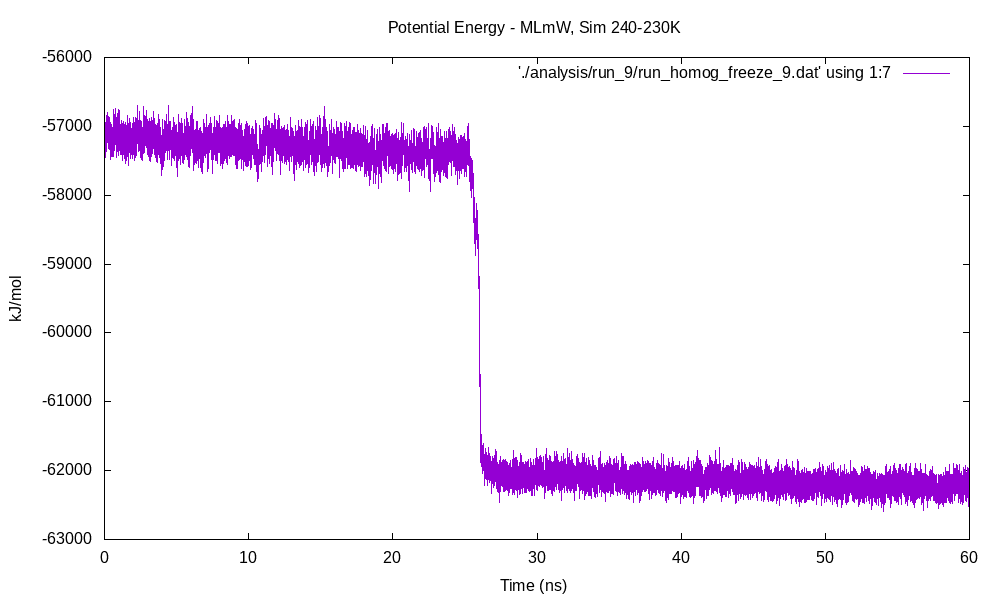 Potential Energy - MLmW, Sim 240-230K
'./analysis/run_9/run_homog_freeze_9.dat' using 1:7
-56000
-57000
-58000
-59000
-60000
-61000
-62000
-63000
kJ/mol
0 10 20 30 40 50 60
Time (ns)